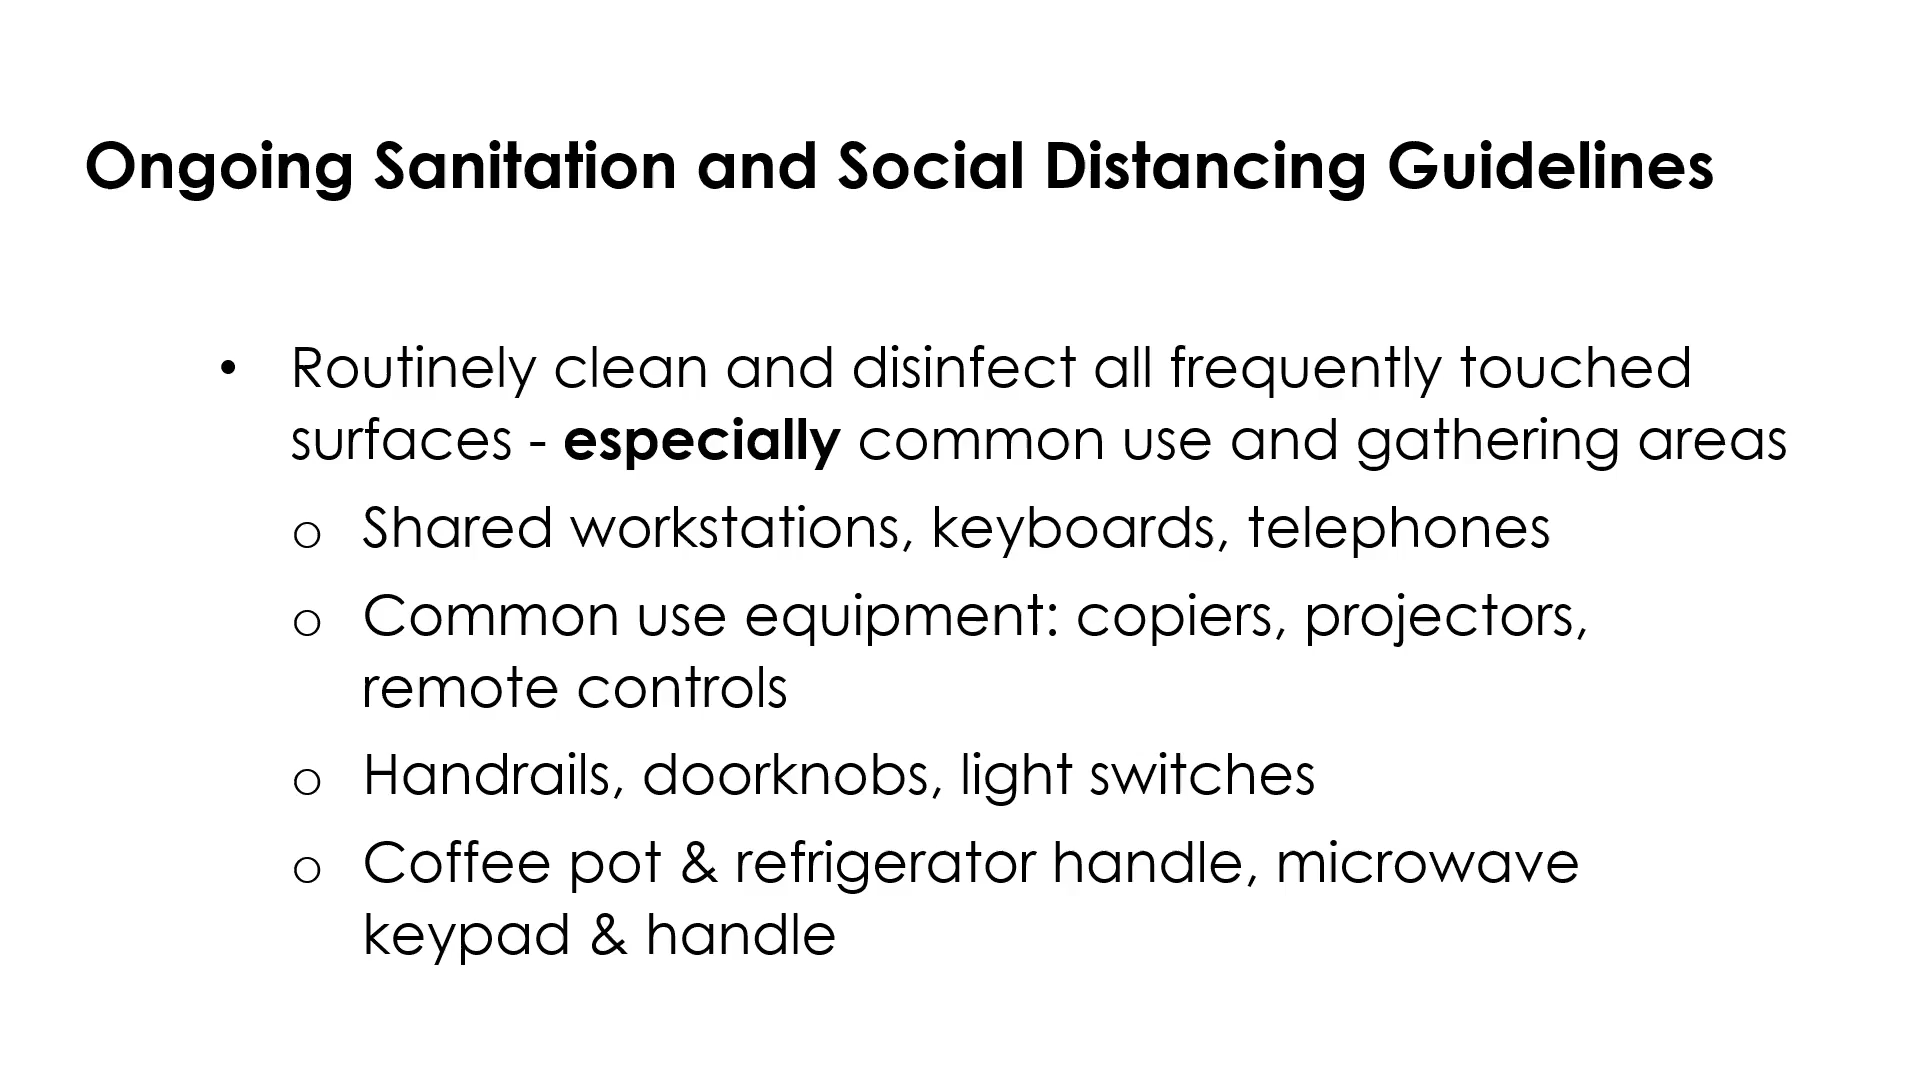 Ongoing Sanitation and Social Distancing Guidelines
• Routinely clean and disinfect all frequently touched
surfaces - especially common use and gathering areas
o Shared workstations, keyboards, telephones
o Common use equipment: copiers, projectors,
remote controls
o Handrails, doorknobs, light switches
o Coffee pot & refrigerator handle, microwave
keypad & handle